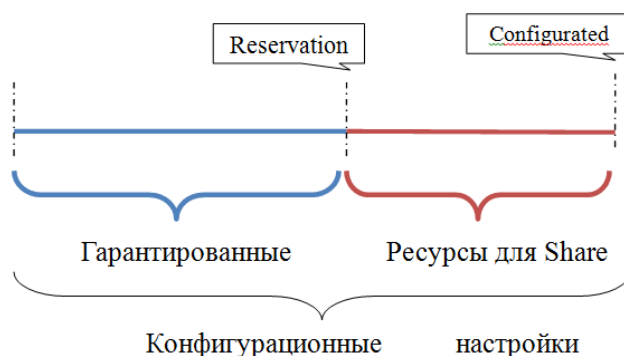 Reservation
Configurated
Гарантированные
Ресурсы для Share
Конфигурационные настройки